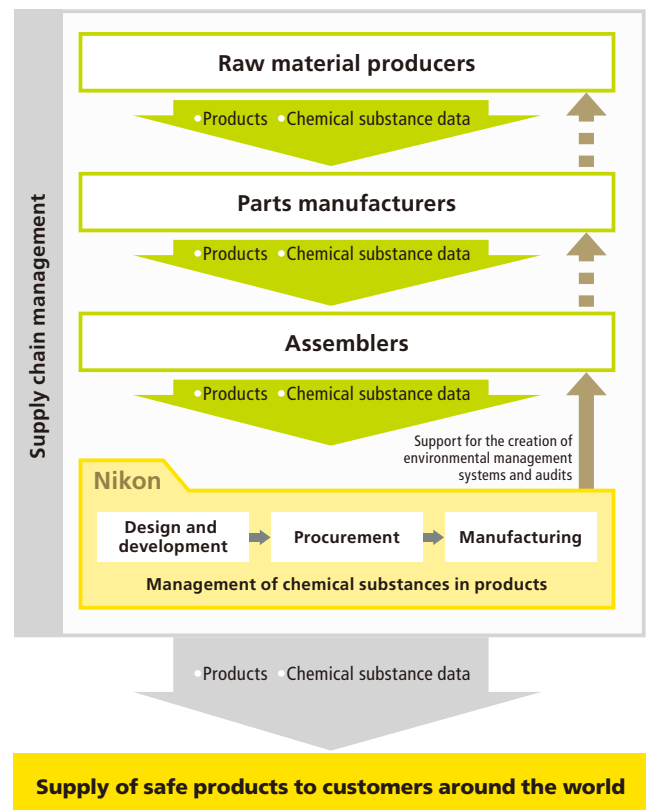 Supply chain management
Raw material producers
•Products •Chemical substance data
Parts manufacturers
•Products •Chemical substance data
Assemblers
•Products •Chemical substance data
Support for the creation of
environmental management
systems and audits
Nikon
Design and
development
Procurement
Manufacturing
Management of chemical substances in products
•Products •Chemical substance data
Supply of safe products to customers around the world